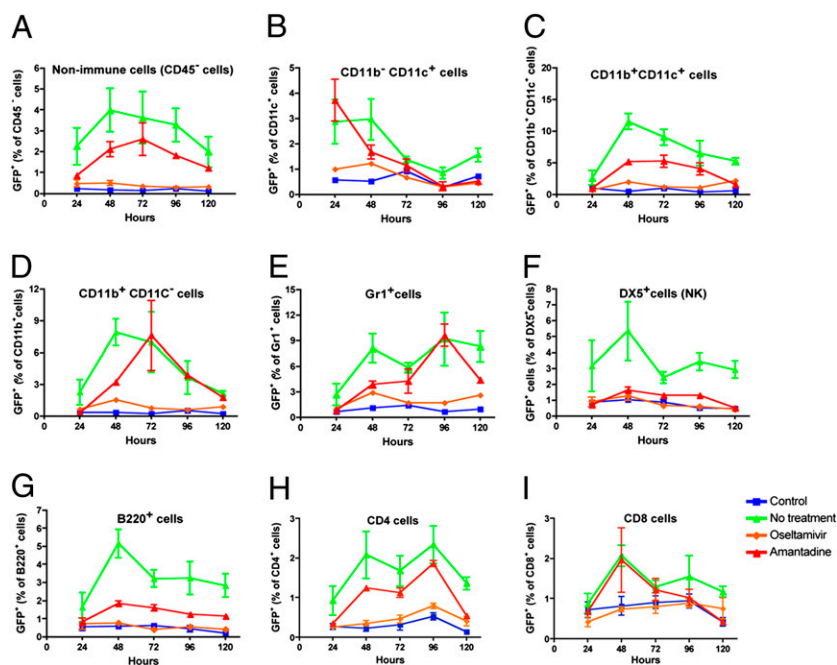 A
Non-immune cells (CD45⁻ cells)
GFP⁺ (% of CD45⁻ cells)
6
5
4
3
2
1
0
0 24 48 72 96 120
Hours
B
CD11b⁻ CD11c⁺ cells
GFP⁺ (% of CD11c⁺ cells)
5
4
3
2
1
0
0 24 48 72 96 120
Hours
C
CD11b⁺CD11c⁺ cells
GFP⁺ (% of CD11b⁺ CD11c⁺ cells)
20
15
10
5
0
0 24 48 72 96 120
Hours
D
CD11b⁺ CD11C⁻ cells
GFP⁺ (% of CD11b⁺cells)
12
9
6
3
0
0 24 48 72 96 120
Hours
E
Gr1⁺cells
GFP⁺ (% of Gr1⁺ cells)
15
12
9
6
3
0
0 24 48 72 96 120
Hours
F
DX5⁺cells (NK)
GFP⁺ cells (% of DX5⁺cells)
8
6
4
2
0
0 24 48 72 96 120
Hours
G
B220⁺ cells
GFP⁺ (% of B220⁺ cells)
7
6
5
4
3
2
1
0
0 24 48 72 96 120
Hours
H
CD4 cells
GFP⁺ (% of CD4⁺ cells)
3
2
1
0
0 24 48 72 96 120
Hours
I
CD8 cells
GFP⁺ (% of CD8⁺ cells)
3
2
1
0
0 24 48 72 96 120
Hours
Control
No treatment
Oseltamivir
Amantadine